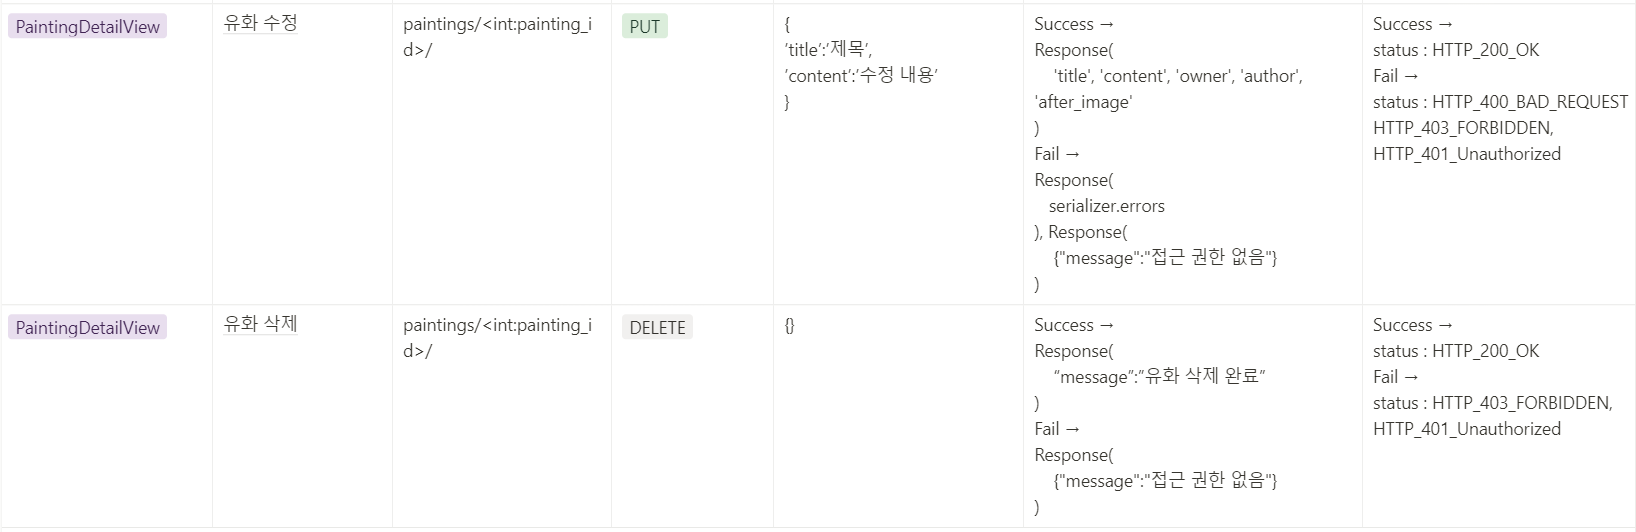 PaintingDetailView
유화 수정
paintings/<int:painting_i
d>/
PUT
{
‘title’:’제목’,
‘content’:’수정 내용’
}
Success →
Response(
'title', 'content', 'owner', 'author',
'after_image'
)
Fail →
Response(
serializer.errors
), Response(
{"message":"접근 권한 없음"}
)
Success →
status : HTTP_200_OK
Fail →
status : HTTP_400_BAD_REQUEST
HTTP_403_FORBIDDEN,
HTTP_401_Unauthorized
PaintingDetailView
유화 삭제
paintings/<int:painting_i
d>/
DELETE
{}
Success →
Response(
“message”:”유화 삭제 완료”
)
Fail →
Response(
{"message":"접근 권한 없음"}
)
Success →
status : HTTP_200_OK
Fail →
status : HTTP_403_FORBIDDEN,
HTTP_401_Unauthorized